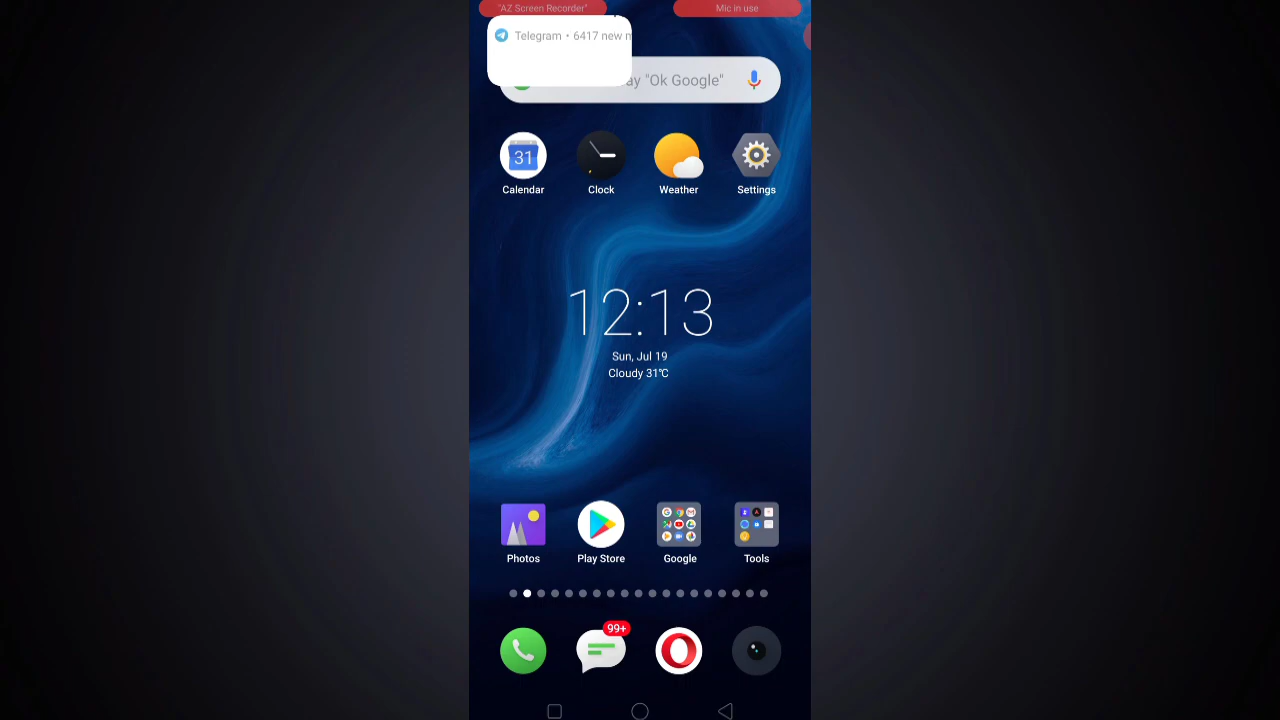 "AZ Screen Recorder"
Mic in use
Telegram • 6417 new
ay "Ok Google"
31
Calendar
Clock
Weather
Settings
12:13
Sun, Jul 19
Cloudy 31℃
Photos
Play Store
Google
Tools
99+